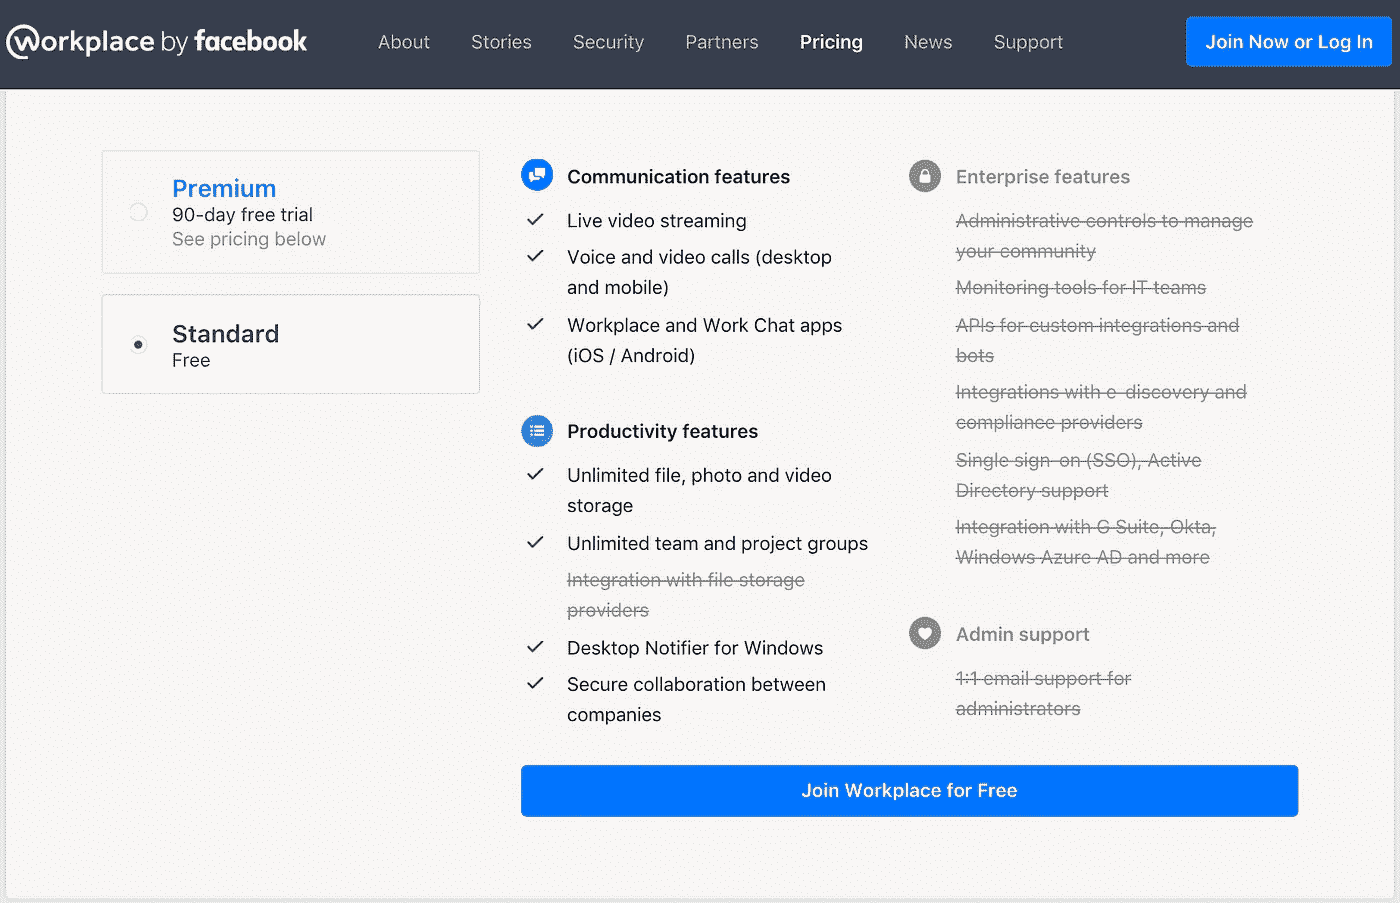 Workplace by facebook
About Stories Security Partners Pricing News Support
Join Now or Log In
Premium
90-day free trial
See pricing below
Standard
Free
Communication features
Live video streaming
Voice and video calls (desktop
and mobile)
Workplace and Work Chat apps
(iOS / Android)
Productivity features
Unlimited file, photo and video
storage
Unlimited team and project groups
Integration with file storage
providers
Desktop Notifier for Windows
Secure collaboration between
companies
Enterprise features
Administrative controls to manage
your community
Monitoring tools for IT teams
APIs for custom integrations and
bots
Integrations with e-discovery and
compliance providers
Single sign-on (SSO), Active
Directory support
Integration with G Suite, Okta,
Windows Azure AD and more
Admin support
1:1 email support for
administrators
Join Workplace for Free